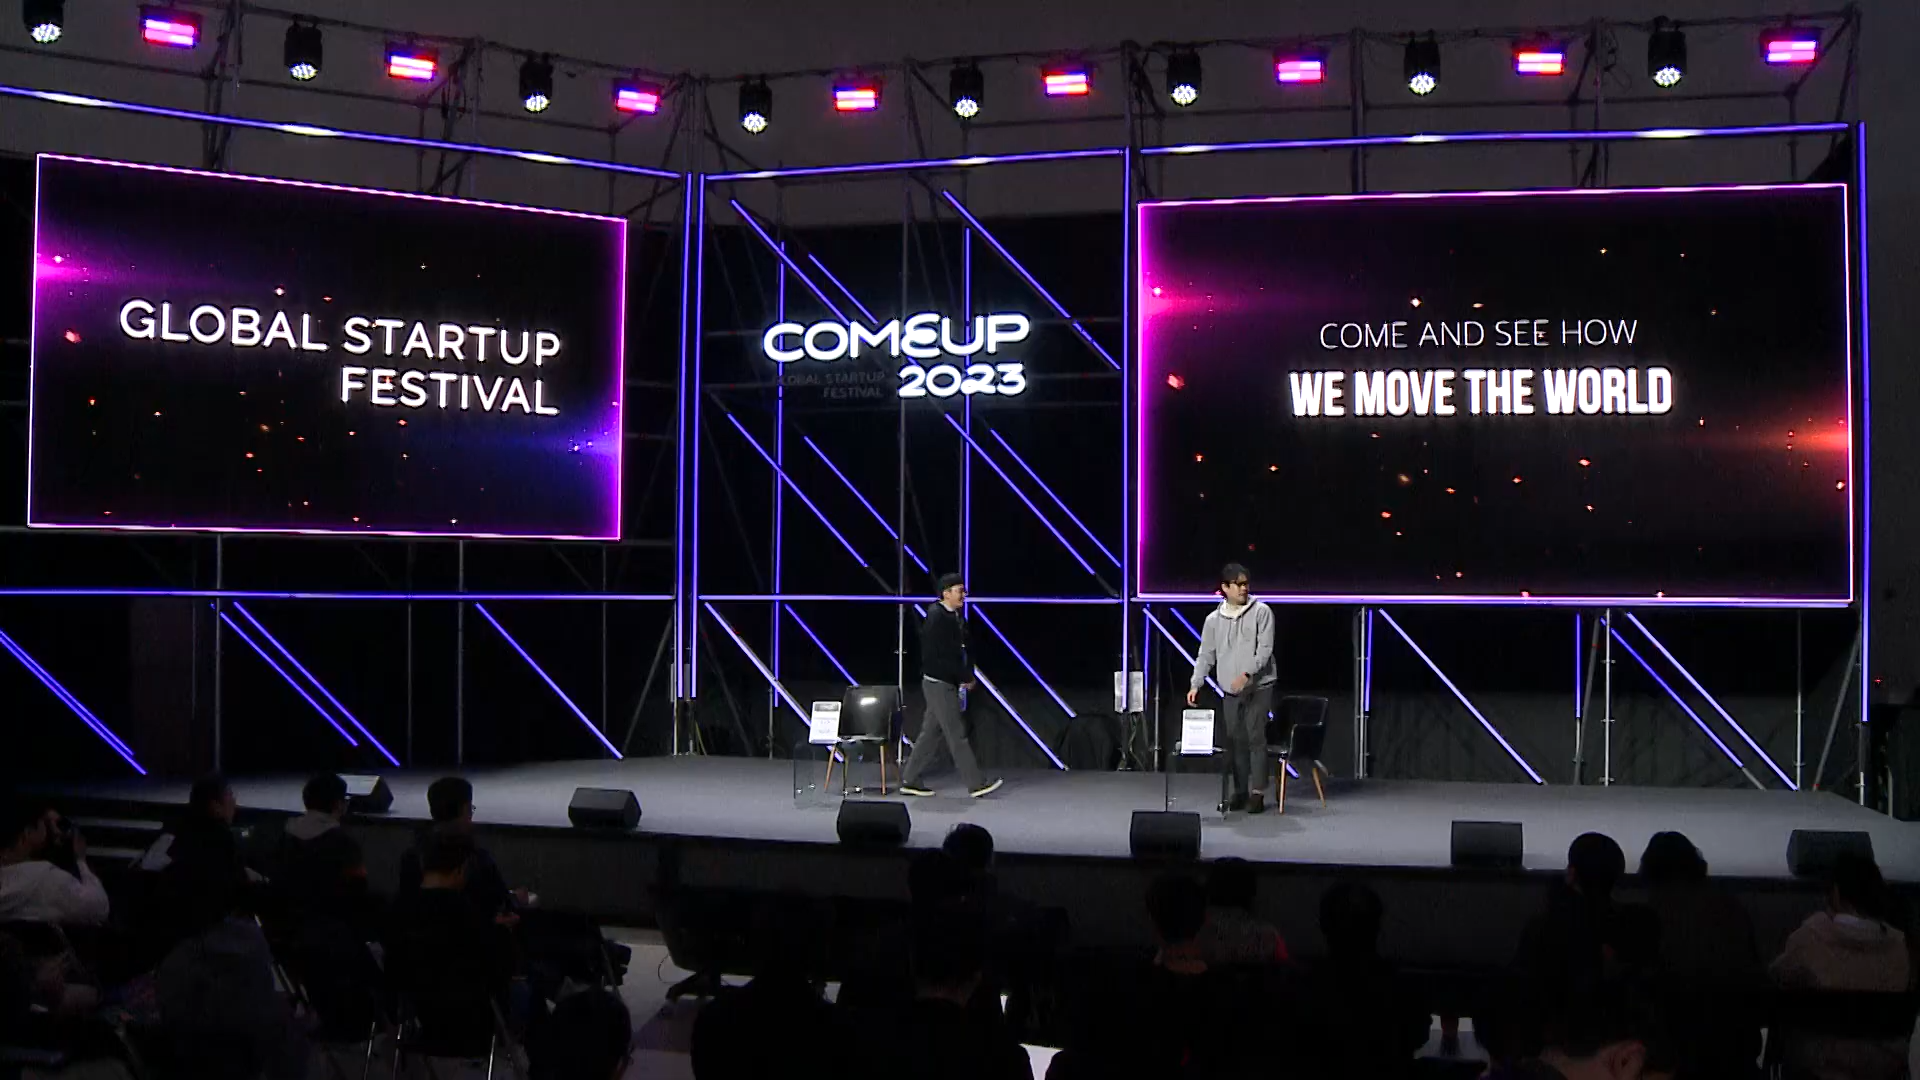 GLOBAL STARTUP
FESTIVAL
COMEUP
2023
GLOBAL STARTUP
FESTIVAL
COME AND SEE HOW
WE MOVE THE WORLD